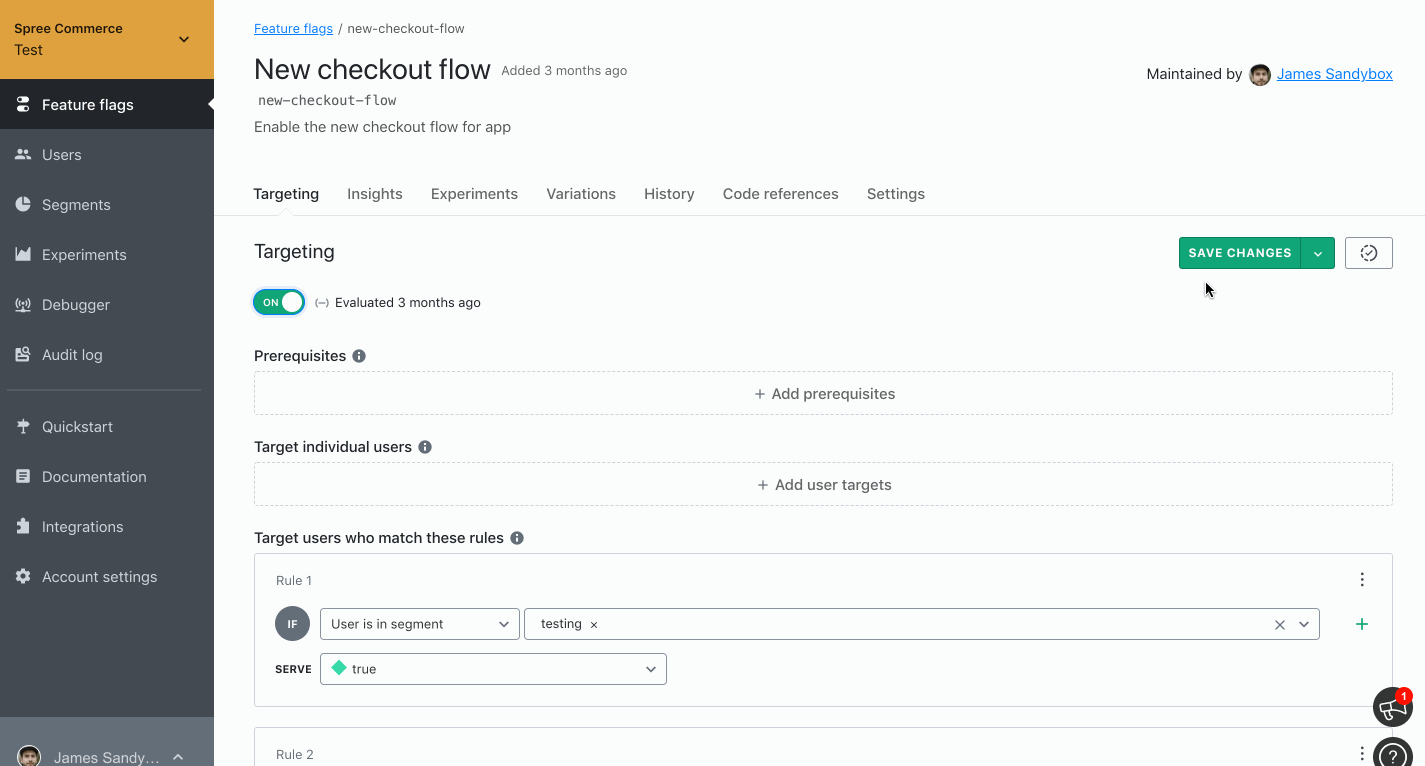 Spree Commerce
Test
Feature flags
Users
Segments
Experiments
Debugger
Audit log
Quickstart
Documentation
Integrations
Account settings
James Sandy...
Feature flags / new-checkout-flow
New checkout flow Added 3 months ago
Maintained by James Sandybox
new-checkout-flow
Enable the new checkout flow for app
Targeting Insights Experiments Variations History Code references Settings
Targeting
SAVE CHANGES
ON (–) Evaluated 3 months ago
Prerequisites i
+ Add prerequisites
Target individual users i
+ Add user targets
Target users who match these rules i
Rule 1
IF User is in segment testing ×
SERVE true
1
Rule 2
?